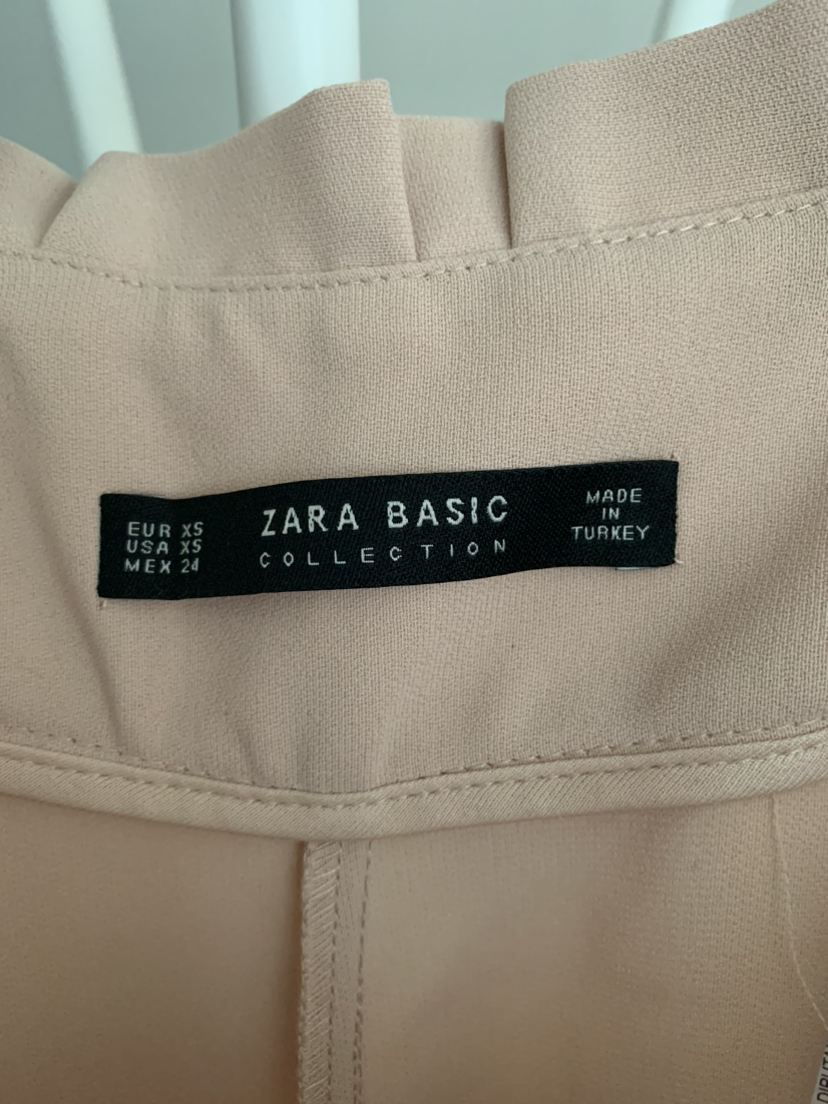 EUR XS
USA XS
MEX 24
ZARA BASIC
COLLECTION
MADE
IN
TURKEY